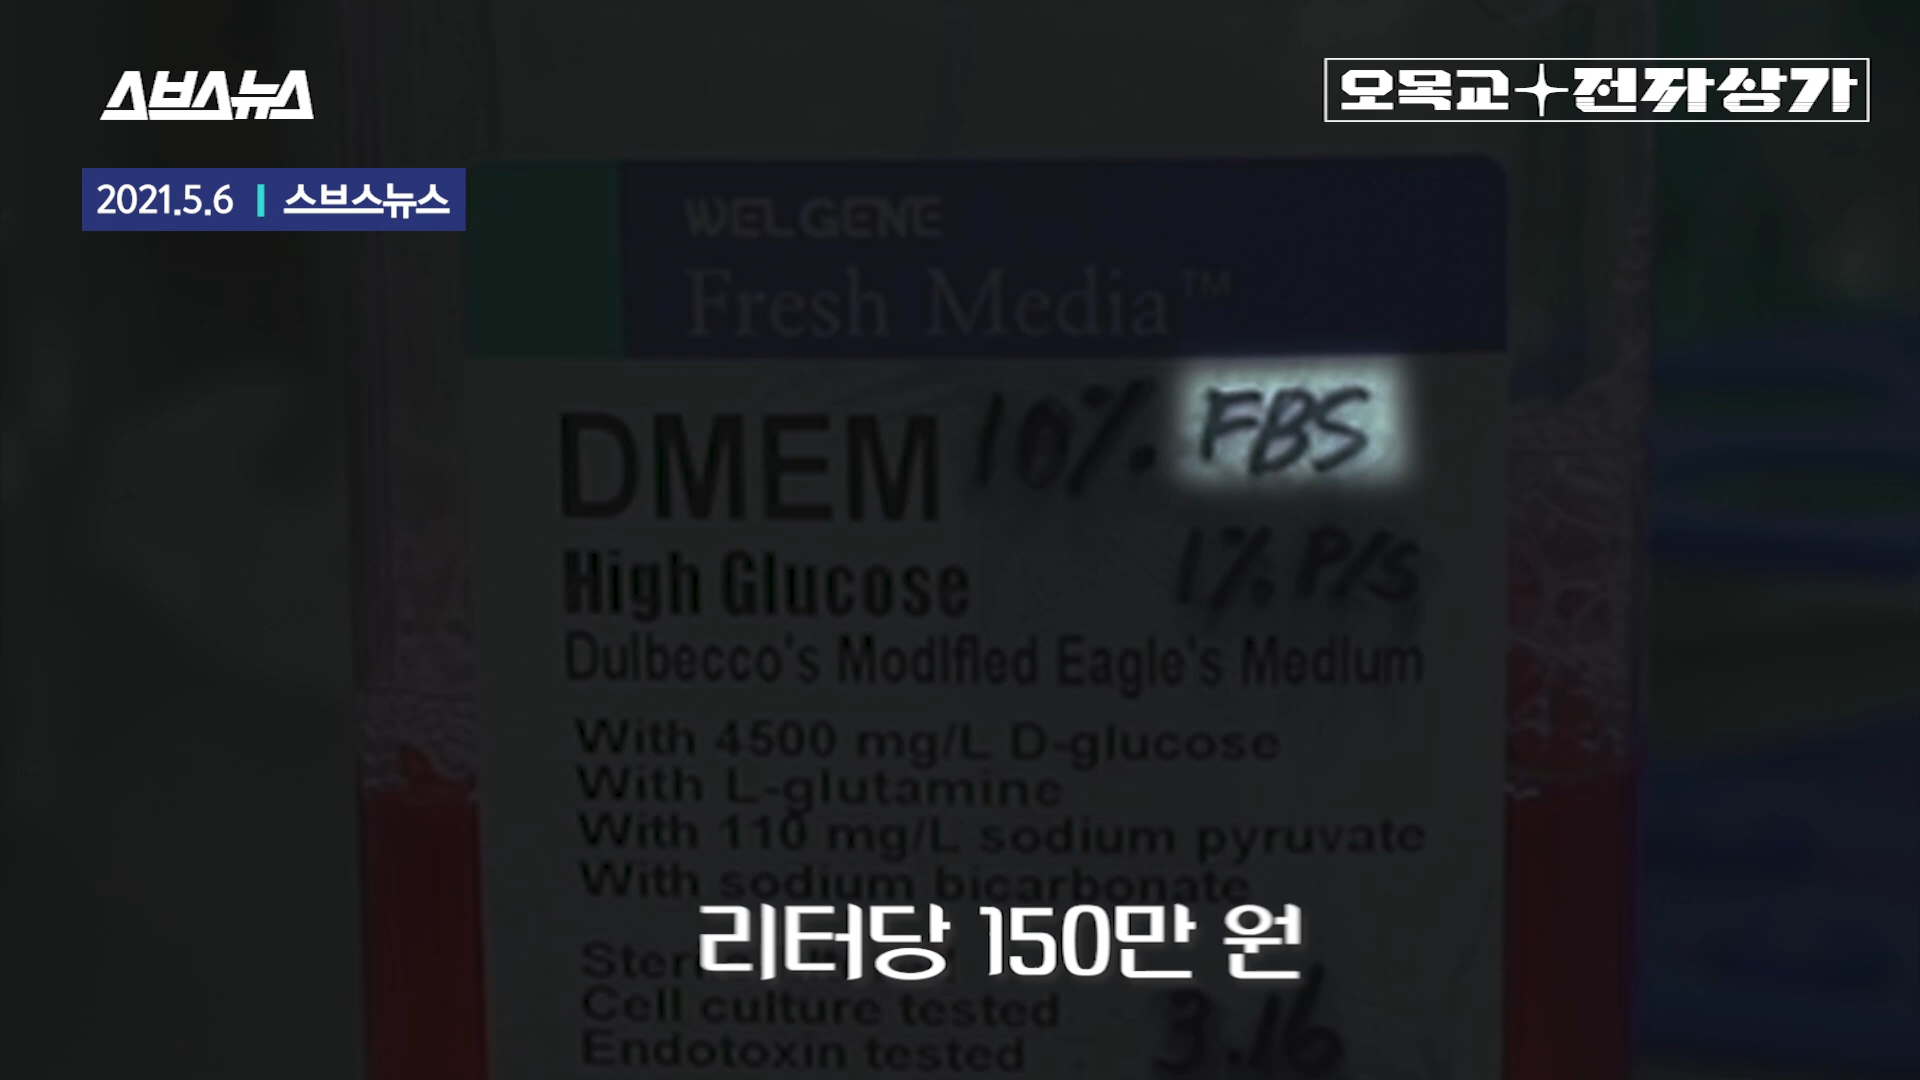 스브스뉴스
오목교 전자상가
2021.5.6 | 스브스뉴스
WELGENE
Fresh Media™
DMEM 10% FBS
High Glucose 1% P/S
Dulbecco's Modified Eagle's Medium
With 4500 mg/L D-glucose
With L-glutamine
With 110 mg/L sodium pyruvate
With sodium bicarbonate
리터당 150만 원
Cell culture tested
Endotoxin tested
3.16